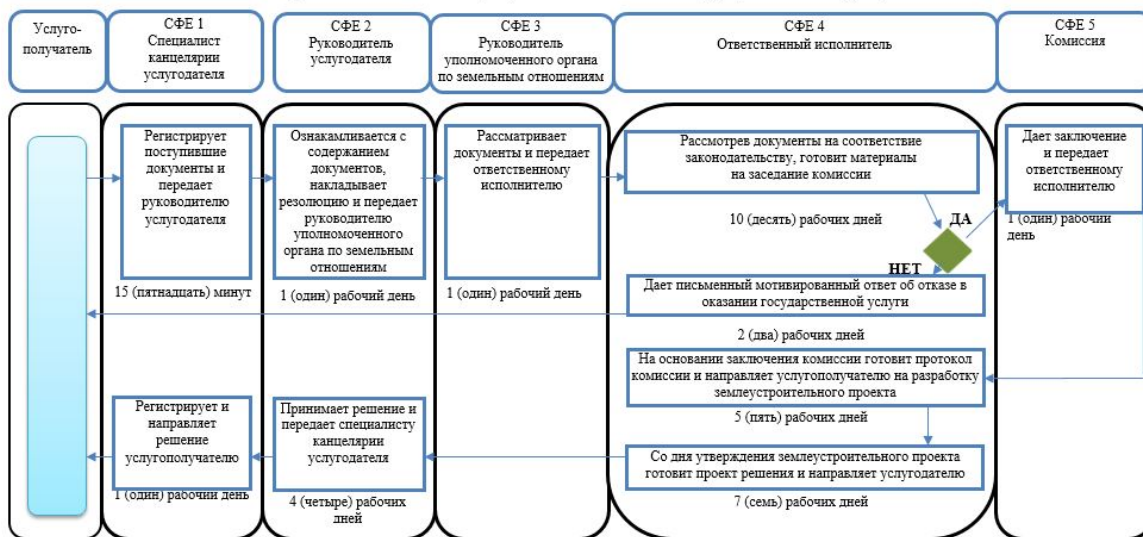 Услуго-
получатель
СФЕ 1
Специалист
канцелярии
услугодателя
СФЕ 2
Руководитель
услугодателя
СФЕ 3
Руководитель
уполномоченного органа
по земельным отношениям
СФЕ 4
Ответственный исполнитель
СФЕ 5
Комиссия
Регистрирует
поступившие
документы и
передает
руководителю
услугодателя
15 (пятнадцать) минут
Ознакамливается с
содержанием
документов,
накладывает
резолюцию и передает
руководителю
уполномоченного
органа по земельным
отношениям
1 (один) рабочий день
Рассматривает
документы и передает
ответственному
исполнителю
1 (один) рабочий день
Рассмотрев документы на соответствие
законодательству, готовит материалы
на заседание комиссии
10 (десять) рабочих дней
ДА
НЕТ
Дает заключение
и передает
ответственному
исполнителю
1 (один) рабочий
день
Дает письменный мотивированный ответ об отказе в
оказании государственной услуги
2 (два) рабочих дней
На основании заключения комиссии готовит протокол
комиссии и направляет услугополучателю на разработку
землеустроительного проекта
5 (пять) рабочих дней
Со дня утверждения землеустроительного проекта
готовит проект решения и направляет услугодателю
7 (семь) рабочих дней
Принимает решение и
передает специалисту
канцелярии
услугодателя
4 (четыре) рабочих
дней
Регистрирует и
направляет
решение
услугополучателю
1 (один) рабочий день